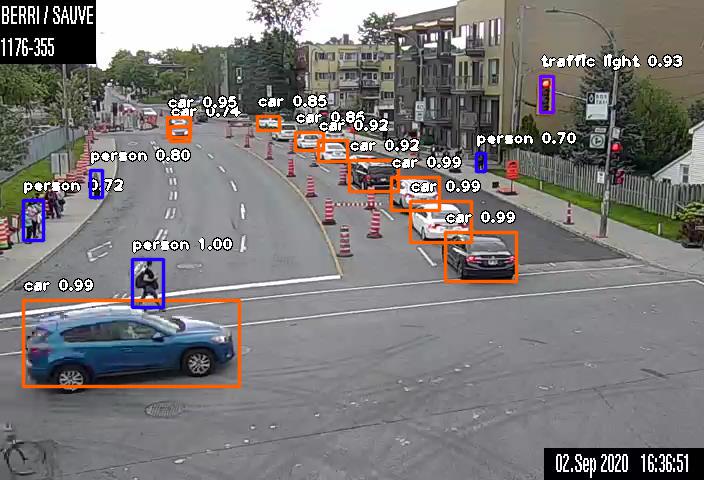 BERRI / SAUVE
1176-355
traffic light 0.93
car 0.95
car 0.74
car 0.85
car 0.86
car 0.92
car 0.92
person 0.70
person 0.80
car 0.99
person 0.72
car 0.99
car 0.99
person 1.00
car 0.99
02.Sep 2020 16:36:51